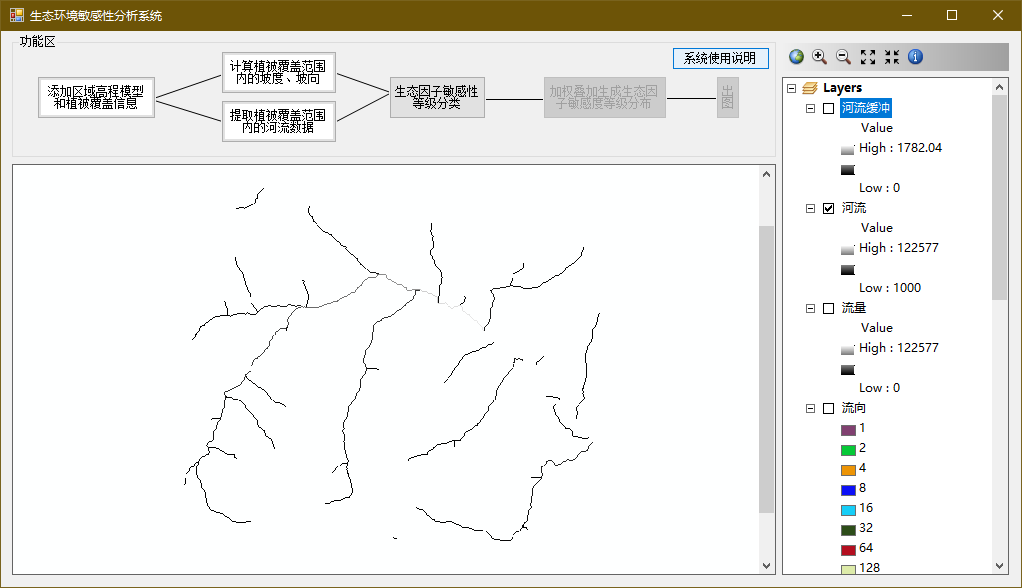 生态环境敏感性分析系统
功能区
系统使用说明
添加区域高程模型
和植被覆盖信息
计算植被覆盖范围
内的坡度、坡向
提取植被覆盖范围
内的河流数据
生态因子敏感性
等级分类
加权叠加生成生态因
子敏感度等级分布
出
图
Layers
河流缓冲
Value
High : 1782.04
Low : 0
河流
Value
High : 122577
Low : 1000
流量
Value
High : 122577
Low : 0
流向
1
2
4
8
16
32
64
128